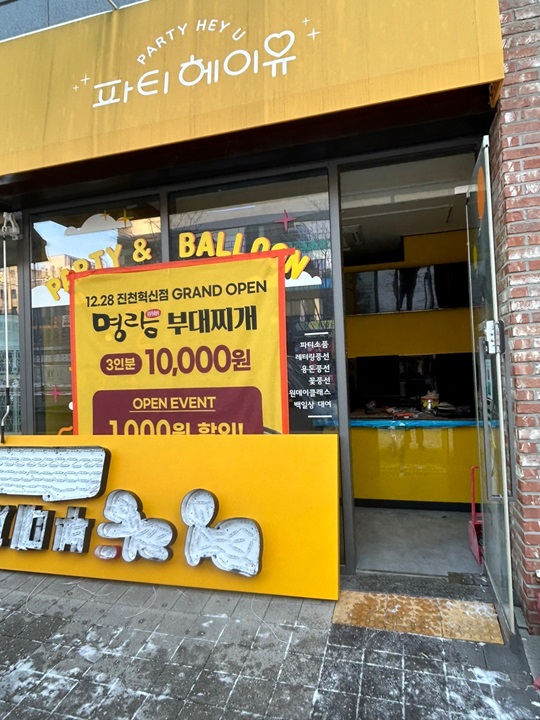 PARTY HEY U
파티헤이유
PARTY & BALLOON
12.28 진천혁신점 GRAND OPEN
명륜 부대찌개
3인분 10,000원
OPEN EVENT
1,000원 할인!
파티소품
레터링풍선
용돈풍선
꽃풍선
원데이클래스
백일상 대여